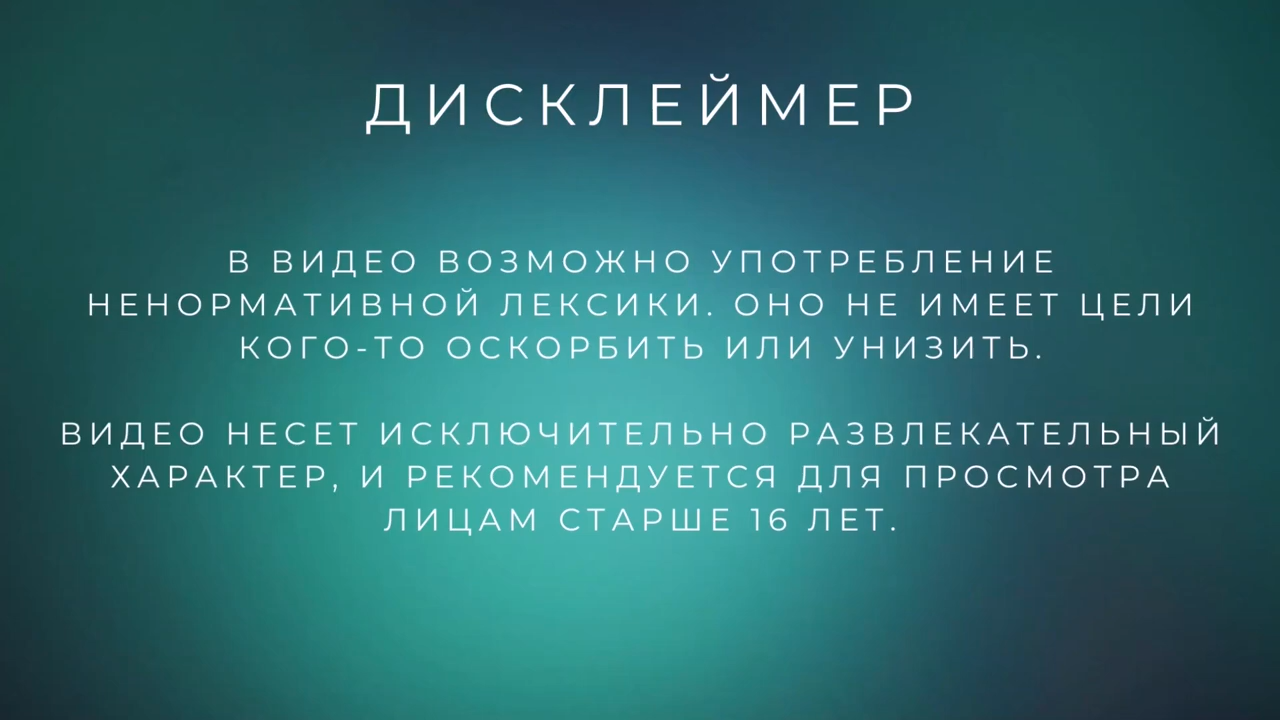 ДИСКЛЕЙМЕР
В ВИДЕО ВОЗМОЖНО УПОТРЕБЛЕНИЕ
НЕНОРМАТИВНОЙ ЛЕКСИКИ. ОНО НЕ ИМЕЕТ ЦЕЛИ
КОГО-ТО ОСКОРБИТЬ ИЛИ УНИЗИТЬ.
ВИДЕО НЕСЕТ ИСКЛЮЧИТЕЛЬНО РАЗВЛЕКАТЕЛЬНЫЙ
ХАРАКТЕР, И РЕКОМЕНДУЕТСЯ ДЛЯ ПРОСМОТРА
ЛИЦАМ СТАРШЕ 16 ЛЕТ.